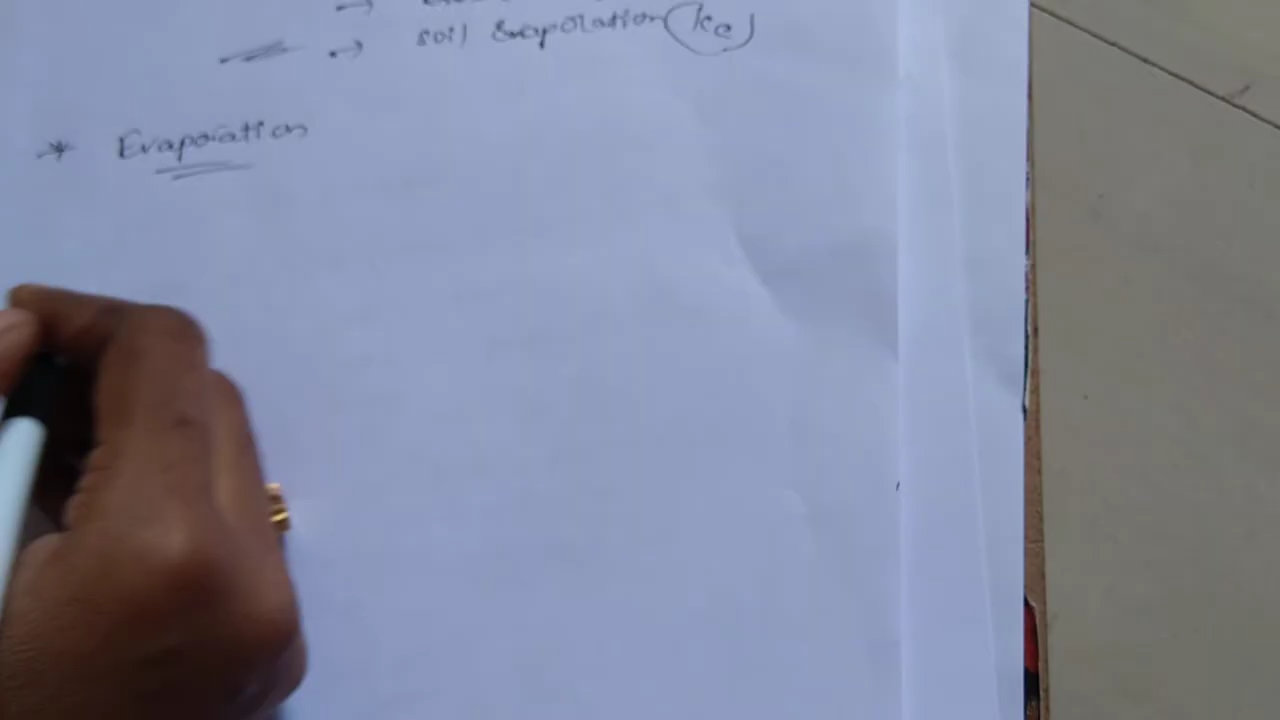 →
→ soil Evaporation (Ke)
* Evaporation